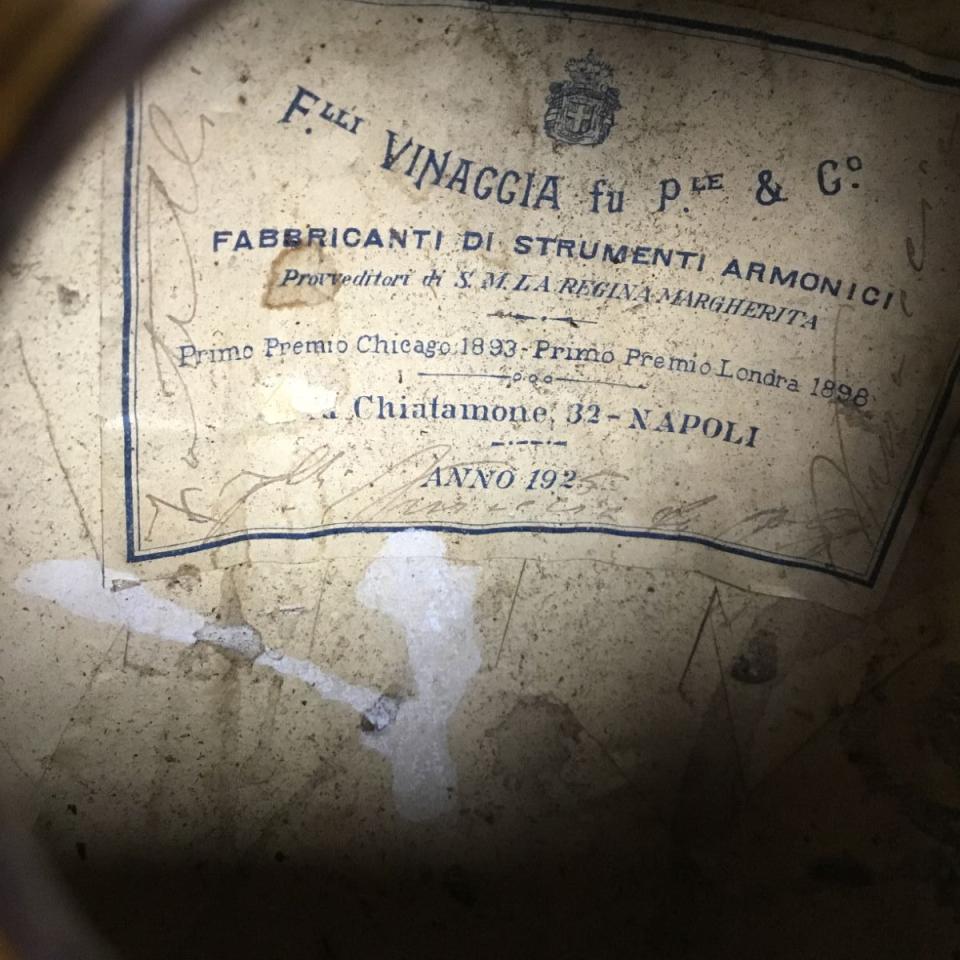 F.LLI VINACCIA fu P.LE & C.o
FABBRICANTI DI STRUMENTI ARMONICI
Provveditori di S. M. LA REGINA MARGHERITA
Primo Premio Chicago 1893 - Primo Premio Londra 1898
Chiatamone, 32 - NAPOLI
ANNO 192